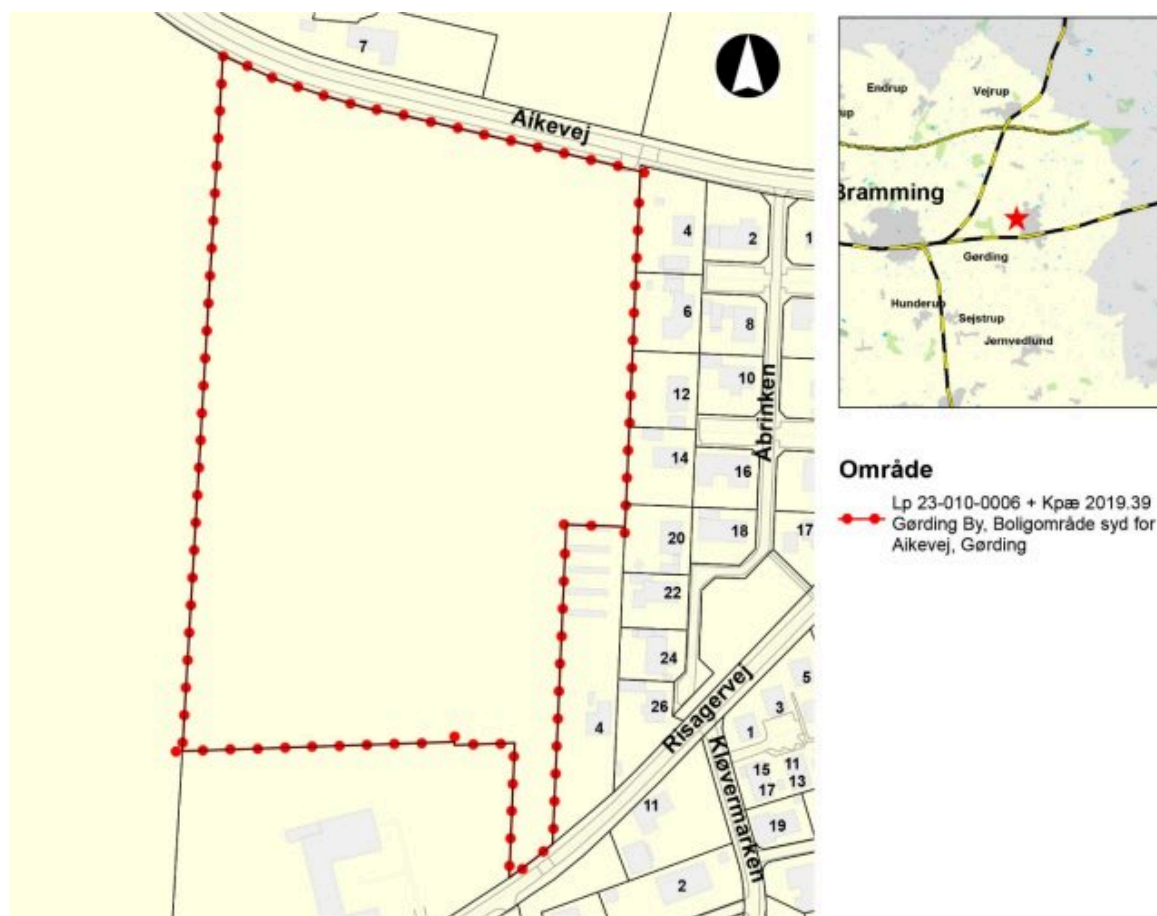 7
Aikevej
4
2
1
6
8
12
10
Åbrinken
14
16
20
18
17
22
24
26
4
Risagervej
5
3
1
Kløvermarken
15
11
17
13
11
19
2
Endrup
Vejrup
up
Bramming
Gørding
Hunderup
Sejstrup
Jernvedlund
Område
Lp 23-010-0006 + Kpæ 2019.39
Gørding By, Boligområde syd for
Aikevej, Gørding